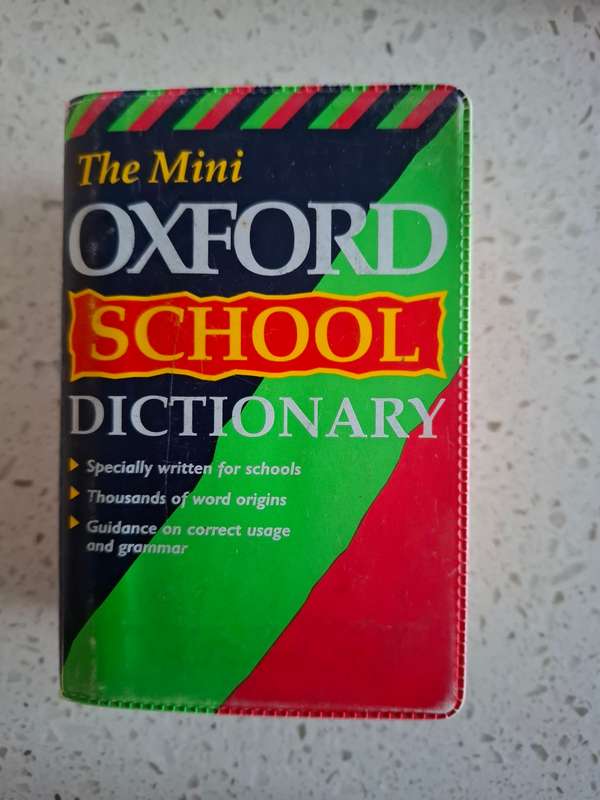 The Mini
OXFORD
SCHOOL
DICTIONARY
Specially written for schools
Thousands of word origins
Guidance on correct usage
and grammar